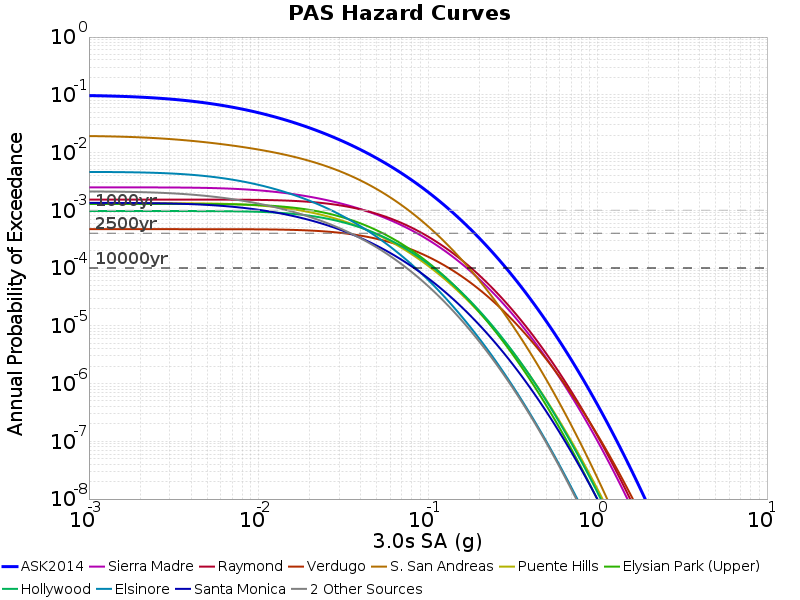 PAS Hazard Curves
Annual Probability of Exceedance
10^0
10^-1
10^-2
10^-3
10^-4
10^-5
10^-6
10^-7
10^-8
1000yr
2500yr
10000yr
10^-3 10^-2 10^-1 10^0 10^1
3.0s SA (g)
ASK2014 Sierra Madre Raymond Verdugo S. San Andreas Puente Hills Elysian Park (Upper)
Hollywood Elsinore Santa Monica 2 Other Sources